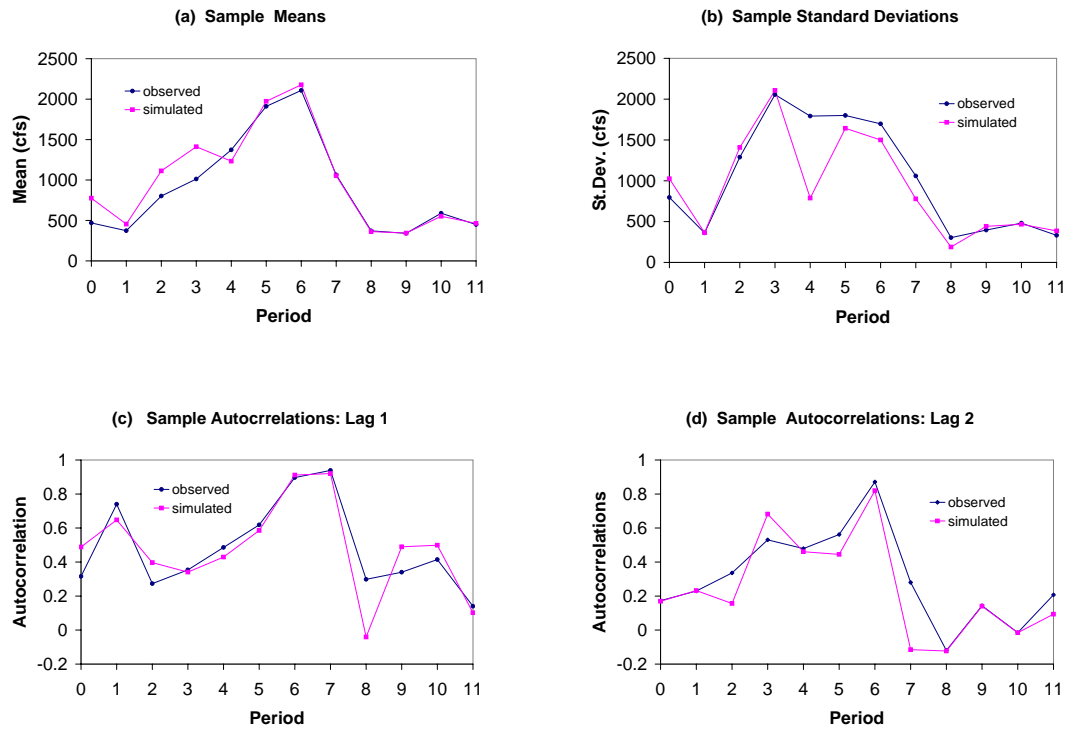 (a) Sample Means
2500
2000
1500
1000
500
0
Mean (cfs)
observed
simulated
0 1 2 3 4 5 6 7 8 9 10 11
Period
(b) Sample Standard Deviations
2500
2000
1500
1000
500
0
St.Dev. (cfs)
observed
simulated
0 1 2 3 4 5 6 7 8 9 10 11
Period
(c) Sample Autocrrelations: Lag 1
1
0.8
0.6
0.4
0.2
0
-0.2
Autocorrelation
observed
simulated
0 1 2 3 4 5 6 7 8 9 10 11
Period
(d) Sample Autocorrelations: Lag 2
1
0.8
0.6
0.4
0.2
0
-0.2
Autocorrelations
observed
simulated
0 1 2 3 4 5 6 7 8 9 10 11
Period